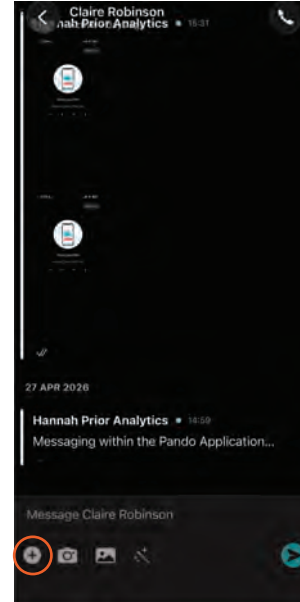 Claire Robinson
nah Prior Analytics 15:31
27 APR 2026
Hannah Prior Analytics 14:59
Messaging within the Pando Application...
Message Claire Robinson